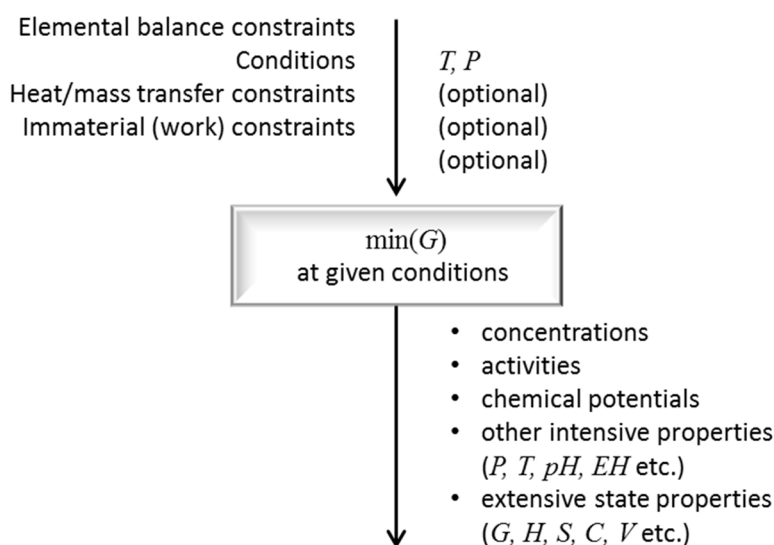 Elemental balance constraints
Conditions T, P
Heat/mass transfer constraints (optional)
Immaterial (work) constraints (optional)
(optional)
min(G)
at given conditions
• concentrations
• activities
• chemical potentials
• other intensive properties
(P, T, pH, EH etc.)
• extensive state properties
(G, H, S, C, V etc.)